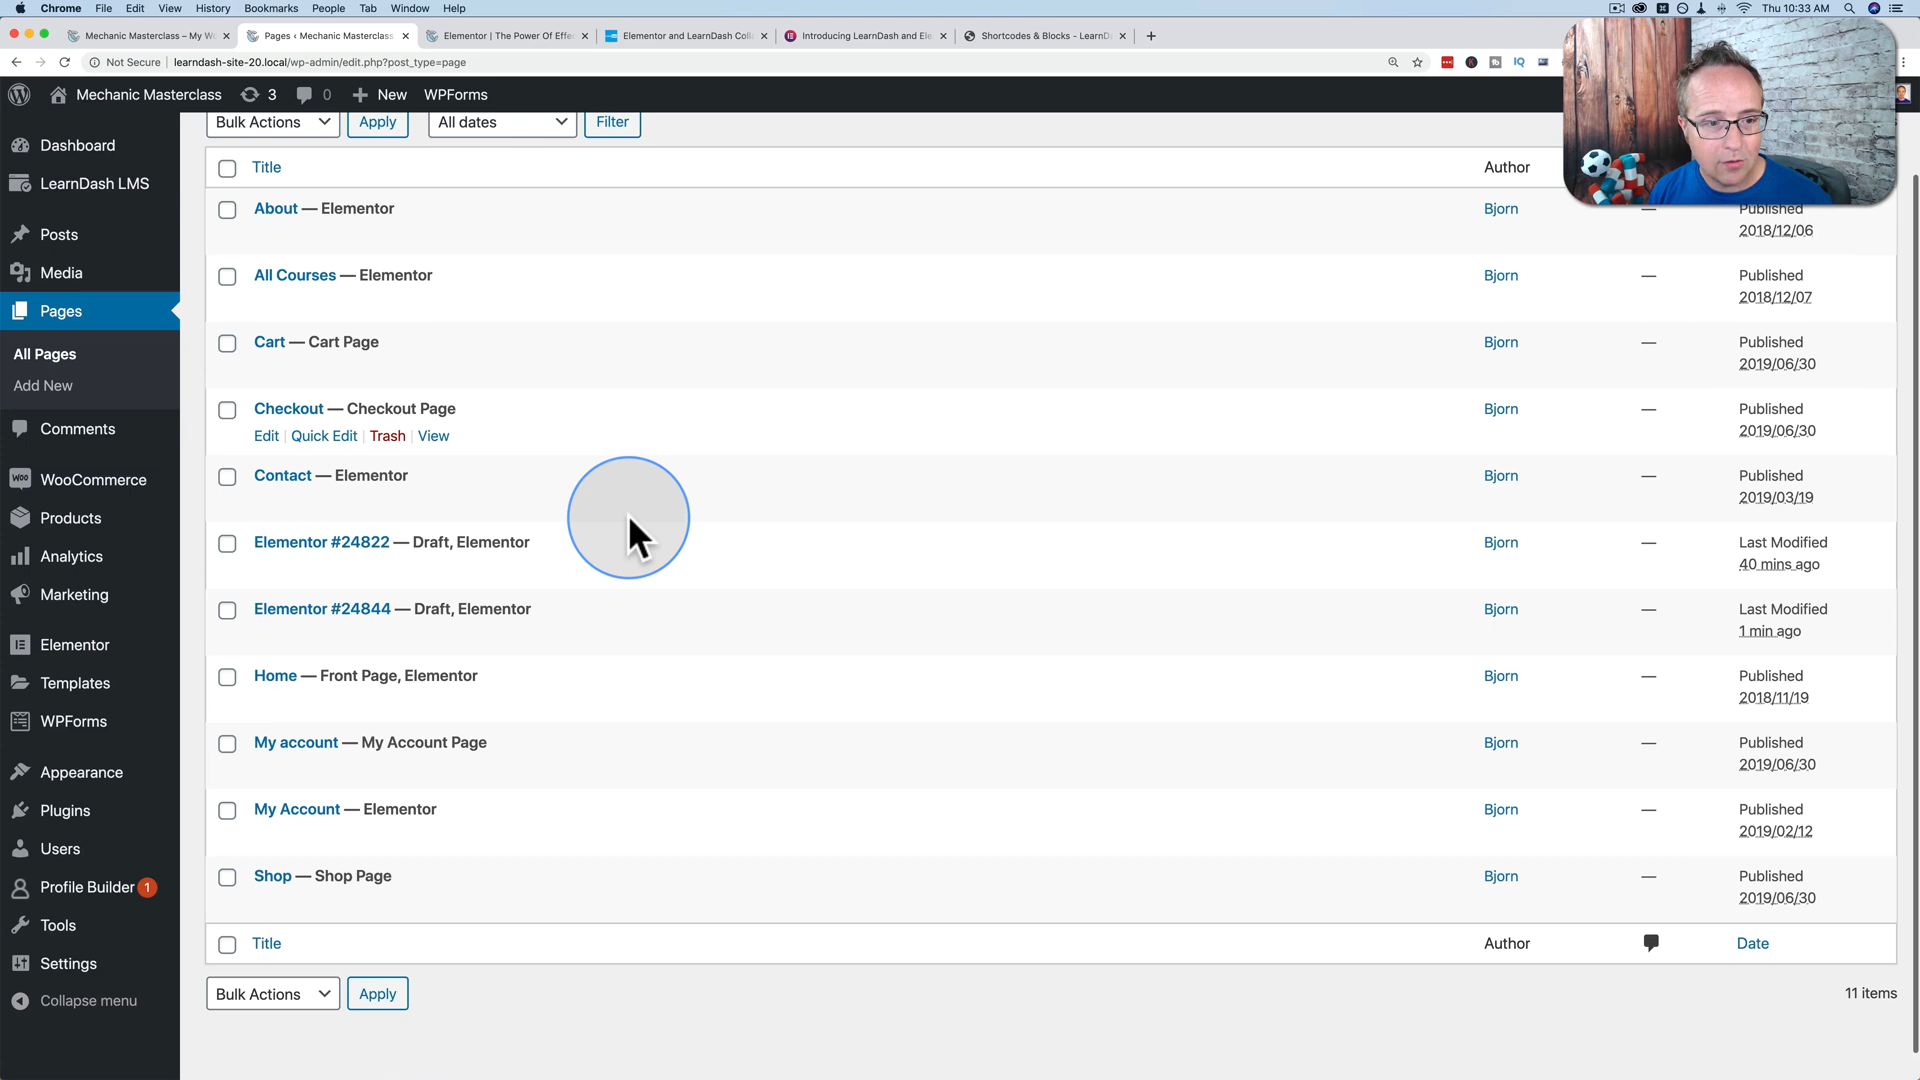 Chrome File Edit View History Bookmarks People Tab Window Help Thu 10:33 AM
Mechanic Masterclass – My W Pages ‹ Mechanic Masterclass Elementor | The Power Of Effe Elementor and LearnDash Coll Introducing LearnDash and Ele Shortcodes & Blocks - LearnD
Not Secure | learndash-site-20.local/wp-admin/edit.php?post_type=page
Mechanic Masterclass 3 0 New WPForms
Bulk Actions Apply All dates Filter
Dashboard
LearnDash LMS
Posts
Media
Pages
All Pages
Add New
Comments
WooCommerce
Products
Analytics
Marketing
Elementor
Templates
WPForms
Appearance
Plugins
Users
Profile Builder 1
Tools
Settings
Collapse menu
Title Author
About — Elementor Bjorn — Published
2018/12/06
All Courses — Elementor Bjorn — Published
2018/12/07
Cart — Cart Page Bjorn — Published
2019/06/30
Checkout — Checkout Page Bjorn — Published
2019/06/30
Edit | Quick Edit | Trash | View
Contact — Elementor Bjorn — Published
2019/03/19
Elementor #24822 — Draft, Elementor Bjorn — Last Modified
40 mins ago
Elementor #24844 — Draft, Elementor Bjorn — Last Modified
1 min ago
Home — Front Page, Elementor Bjorn — Published
2018/11/19
My account — My Account Page Bjorn — Published
2019/06/30
My Account — Elementor Bjorn — Published
2019/02/12
Shop — Shop Page Bjorn — Published
2019/06/30
Title Author Date
Bulk Actions Apply 11 items